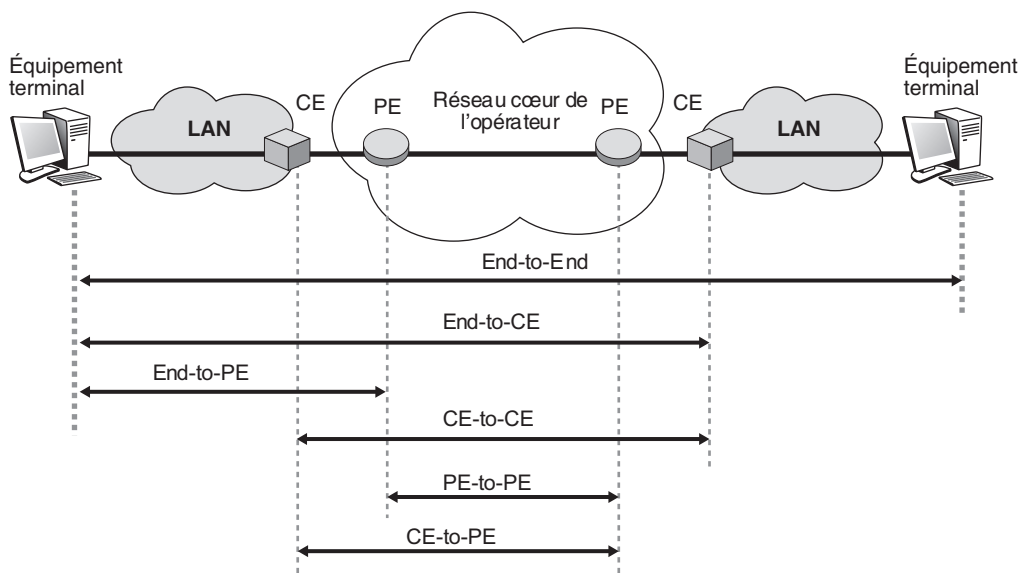 Équipement
terminal
LAN
CE
PE
Réseau cœur de
l'opérateur
PE
CE
LAN
Équipement
terminal
End-to-End
End-to-CE
End-to-PE
CE-to-CE
PE-to-PE
CE-to-PE